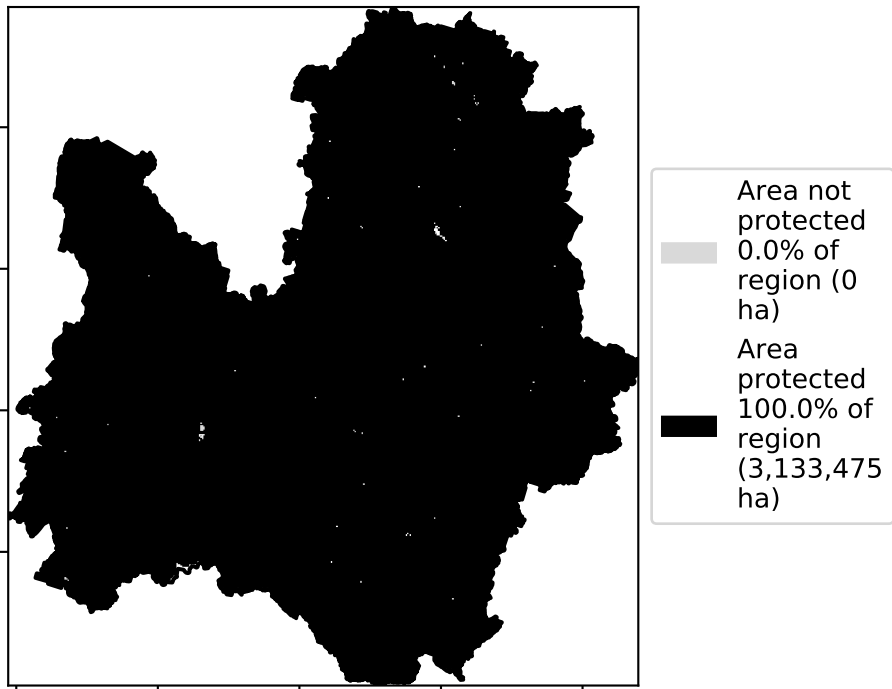 Area not
protected
0.0% of
region (0
ha)
Area
protected
100.0% of
region
(3,133,475
ha)